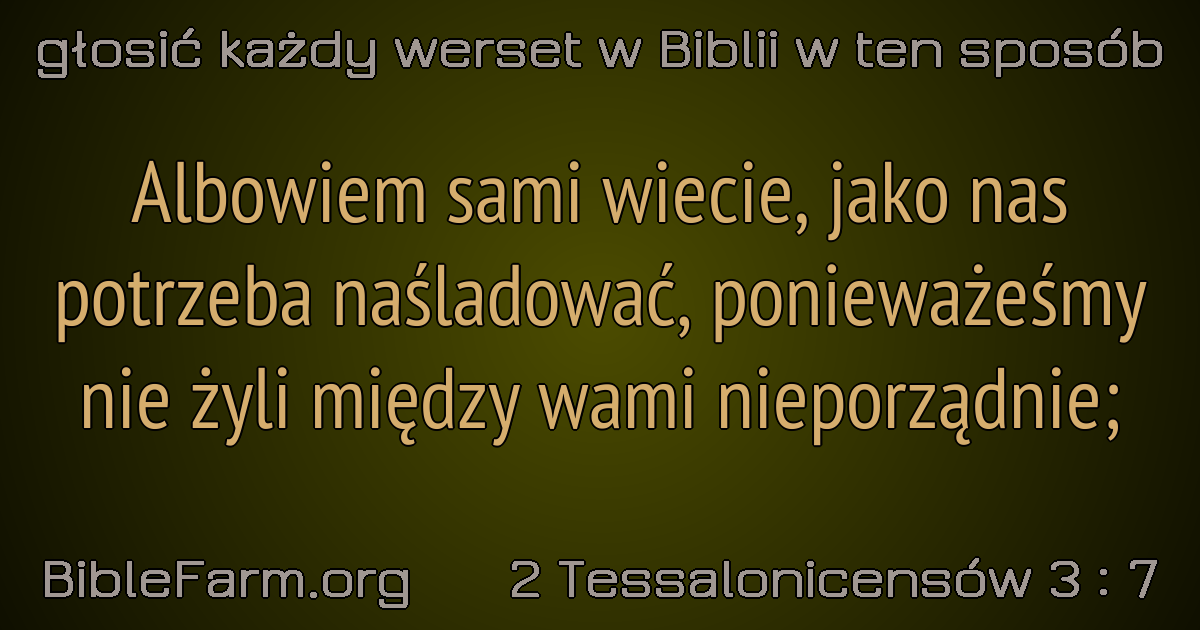 głosić każdy werset w Biblii w ten sposób
Albowiem sami wiecie, jako nas
potrzeba naśladować, ponieważeśmy
nie żyli między wami nieporządnie;
BibleFarm.org 2 Tessalonicensów 3 : 7